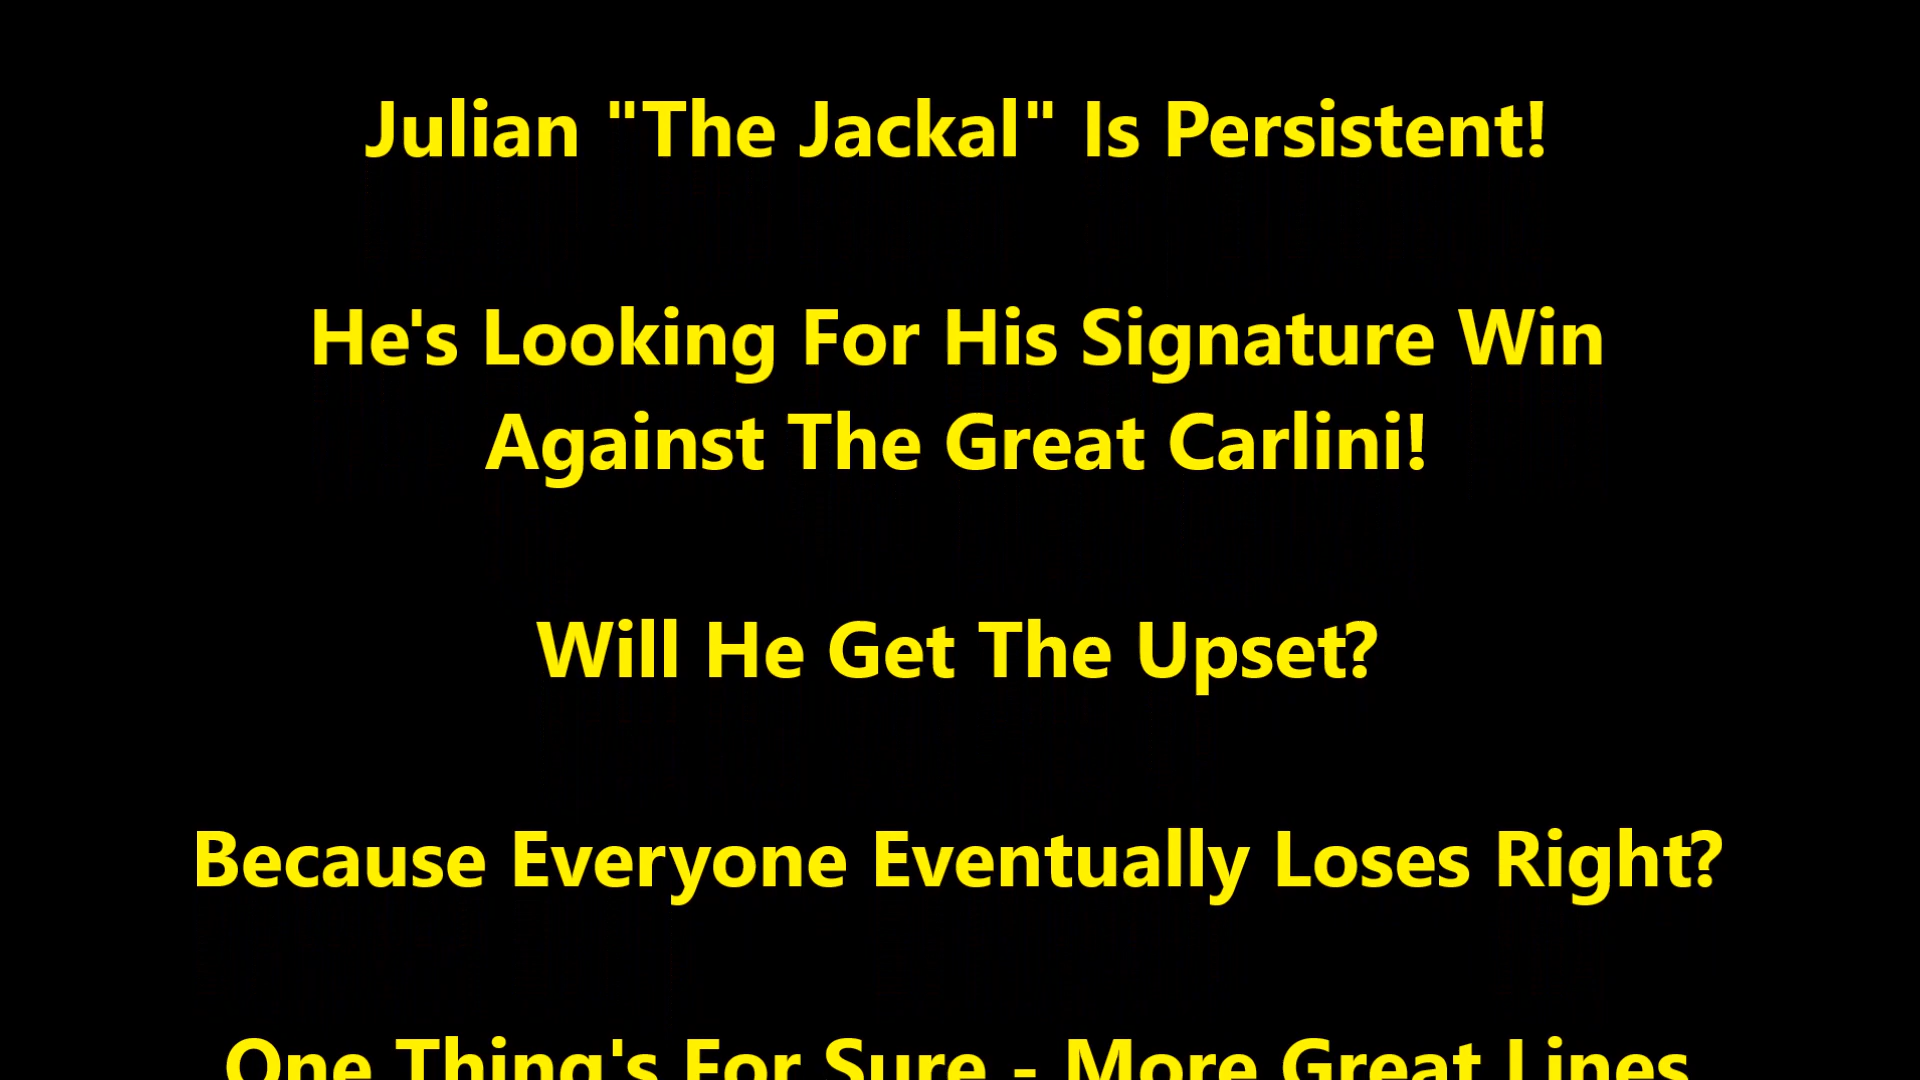 Julian "The Jackal" Is Persistent!
He's Looking For His Signature Win
Against The Great Carlini!
Will He Get The Upset?
Because Everyone Eventually Loses Right?
One Thing's For Sure - More Great Lines